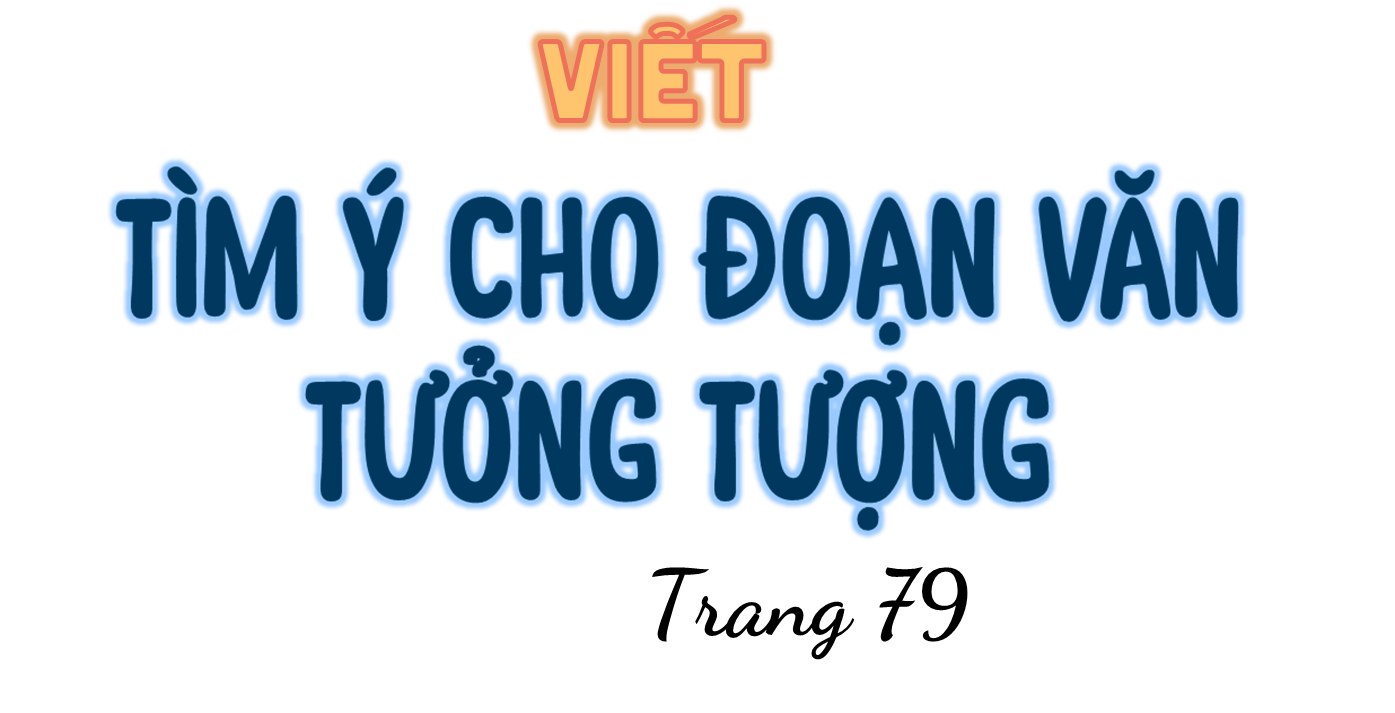 VIẾT
TÌM Ý CHO ĐOẠN VĂN
TƯỞNG TƯỢNG
Trang 79